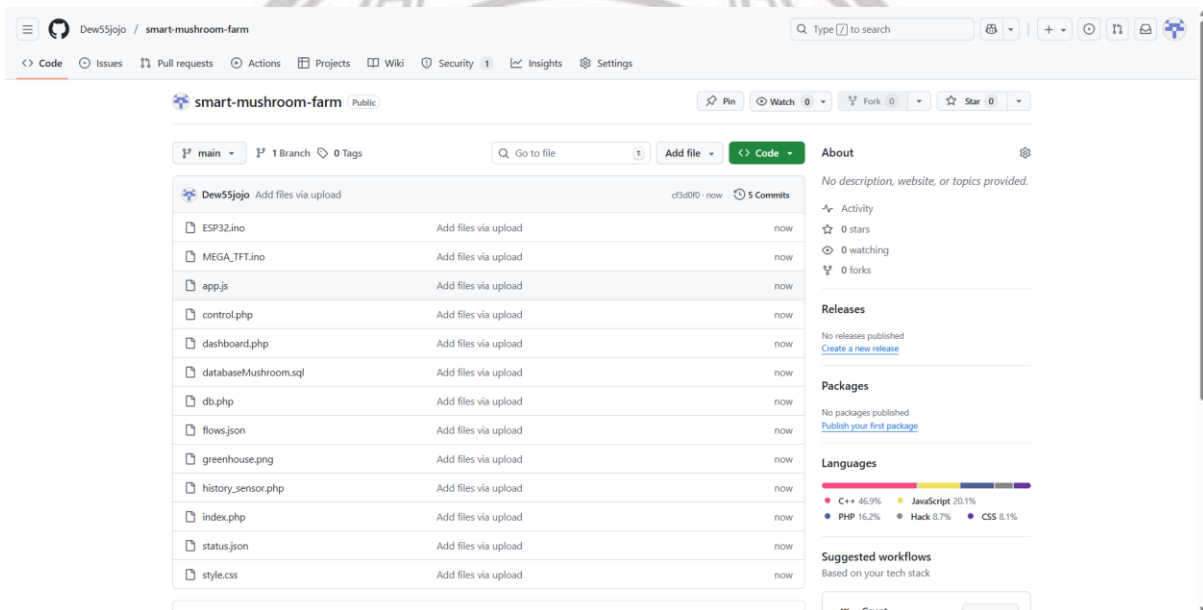 Dew55jojo / smart-mushroom-farm
Type / to search
Code Issues Pull requests Actions Projects Wiki Security 1 Insights Settings
smart-mushroom-farm Public
Pin Watch 0 Fork 0 Star 0
main 1 Branch 0 Tags Go to file t Add file Code
Dew55jojo Add files via upload cf3d0f0 · now 5 Commits
ESP32.ino Add files via upload now
MEGA_TFT.ino Add files via upload now
app.js Add files via upload now
control.php Add files via upload now
dashboard.php Add files via upload now
databaseMushroom.sql Add files via upload now
db.php Add files via upload now
flows.json Add files via upload now
greenhouse.png Add files via upload now
history_sensor.php Add files via upload now
index.php Add files via upload now
status.json Add files via upload now
style.css Add files via upload now
About
No description, website, or topics provided.
Activity
0 stars
0 watching
0 forks
Releases
No releases published
Create a new release
Packages
No packages published
Publish your first package
Languages
C++ 46.9% JavaScript 20.1%
PHP 16.2% Hack 8.7% CSS 8.1%
Suggested workflows
Based on your tech stack